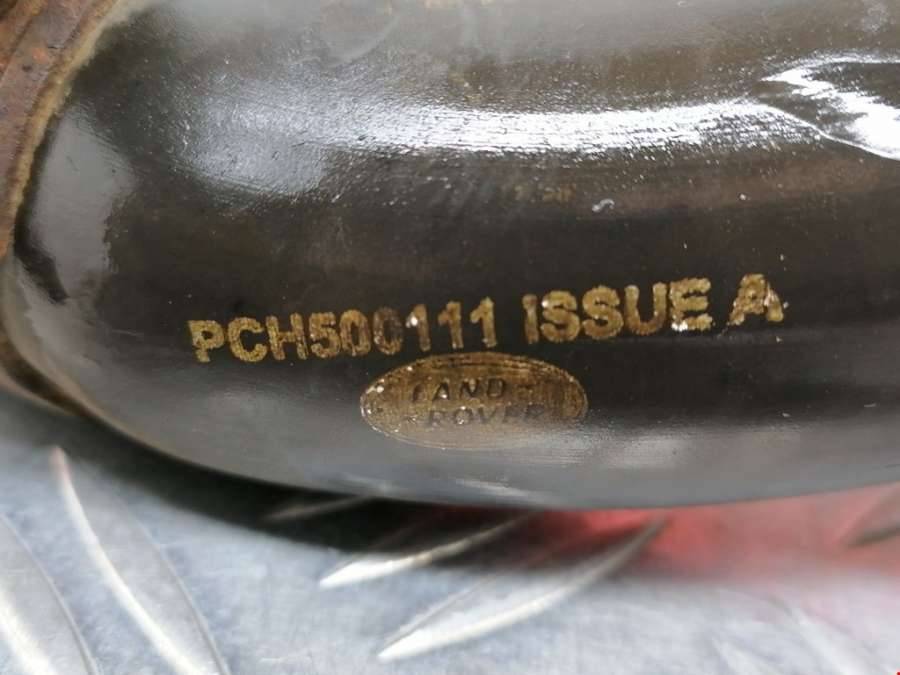 PCH500111 ISSUE A
LAND
ROVER